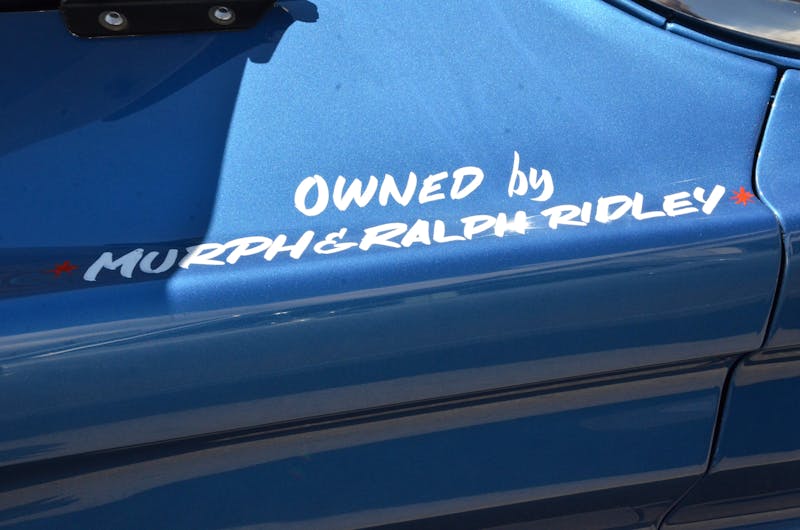 OWNED by
* MURPH & RALPH RIDLEY *